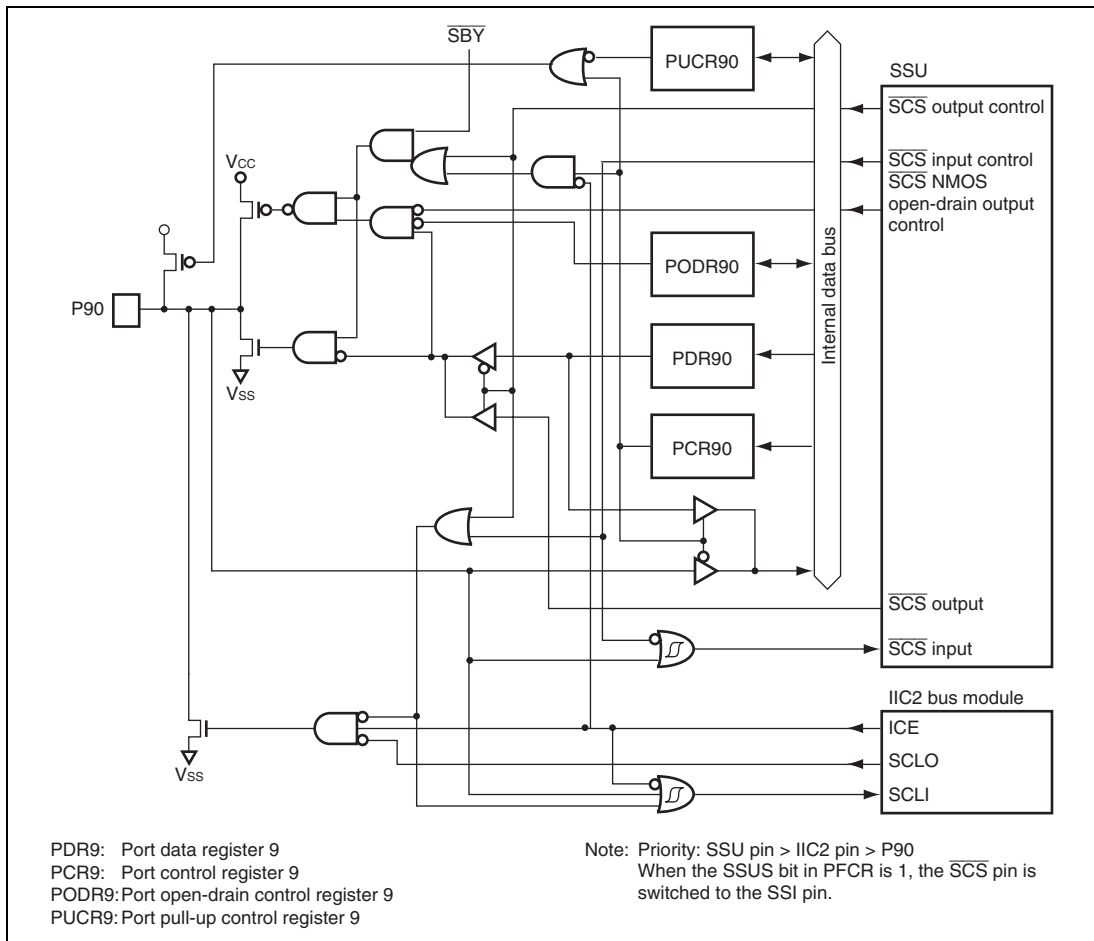 SBY
PUCR90
SSU
SCS output control
SCS input control
SCS NMOS
open-drain output
control
VCC
PODR90
Internal data bus
P90
PDR90
VSS
PCR90
SCS output
SCS input
IIC2 bus module
ICE
SCLO
SCLI
VSS
PDR9: Port data register 9
PCR9: Port control register 9
PODR9: Port open-drain control register 9
PUCR9: Port pull-up control register 9
Note: Priority: SSU pin > IIC2 pin > P90
When the SSUS bit in PFCR is 1, the SCS pin is
switched to the SSI pin.